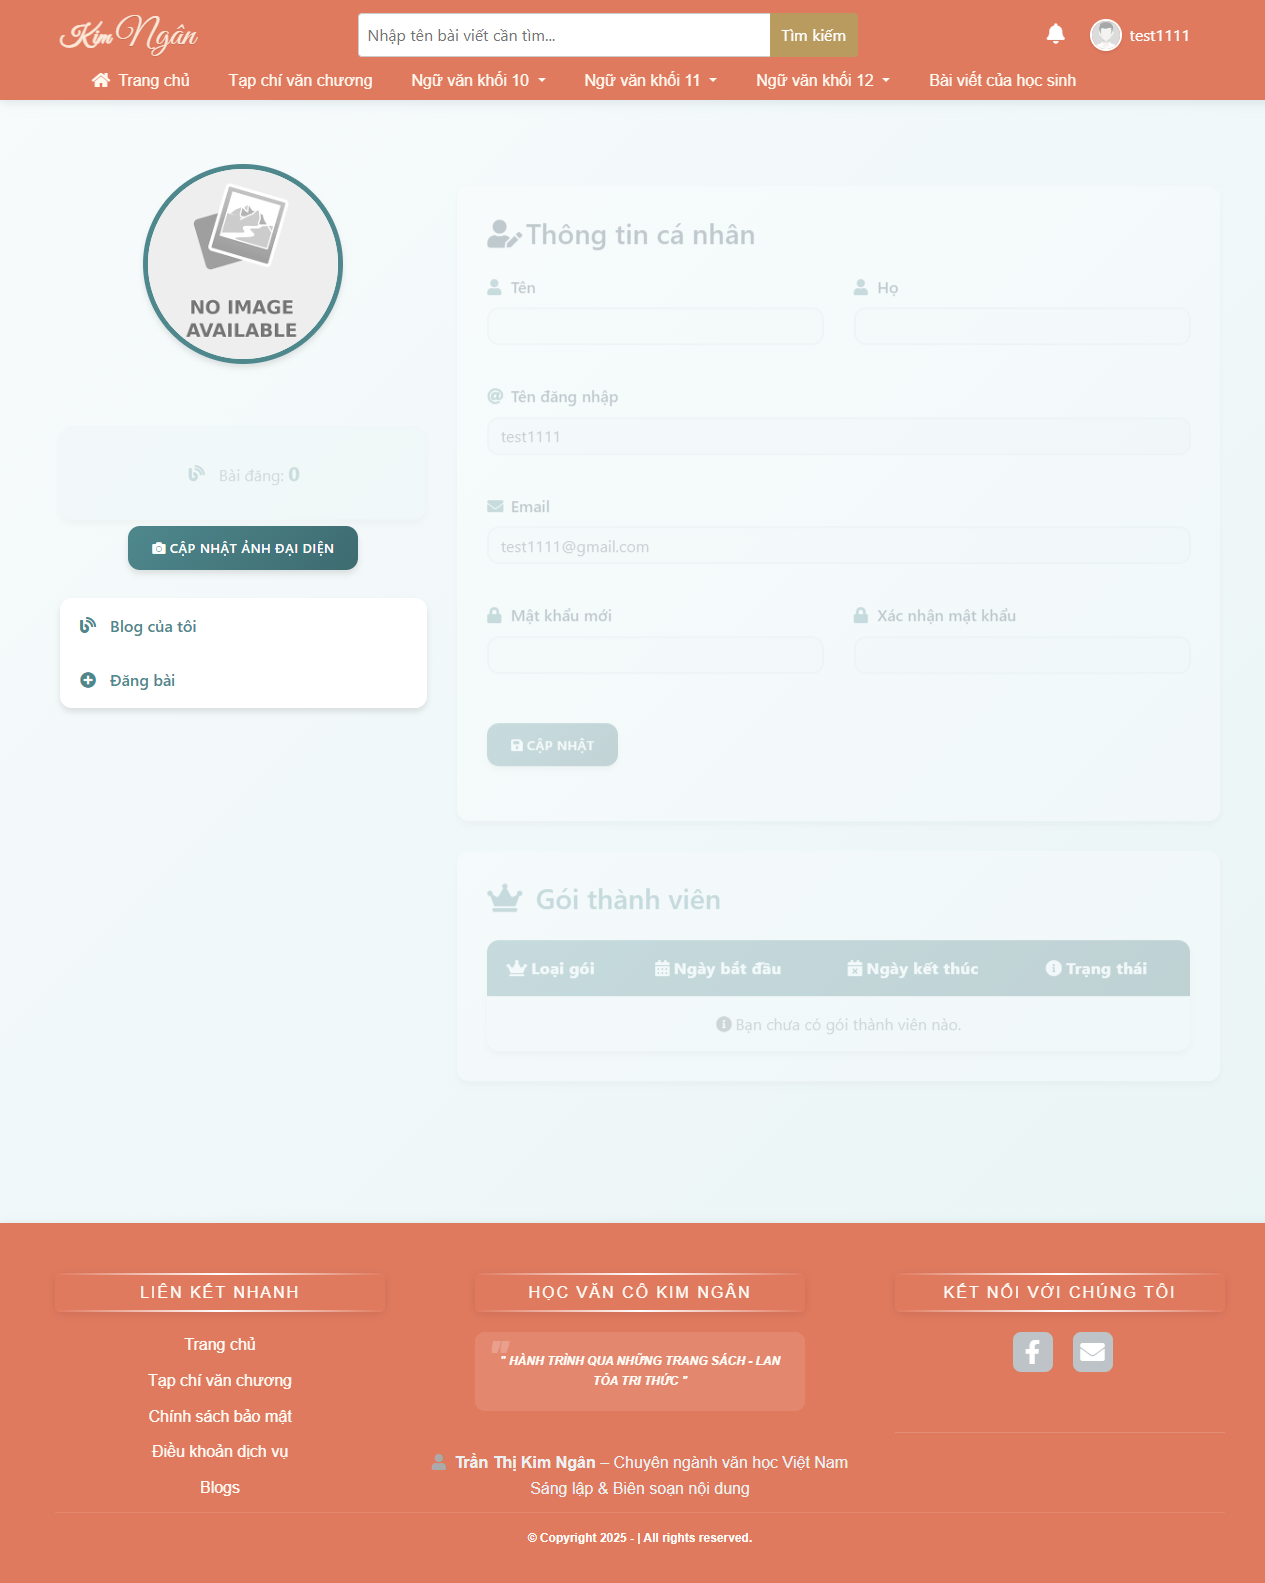 Kim Ngân
Nhập tên bài viết cần tìm...
Tìm kiếm
test1111
Trang chủ
Tạp chí văn chương
Ngữ văn khối 10
Ngữ văn khối 11
Ngữ văn khối 12
Bài viết của học sinh
NO IMAGE
AVAILABLE
Bài đăng: 0
CẬP NHẬT ẢNH ĐẠI DIỆN
Blog của tôi
Đăng bài
Thông tin cá nhân
Tên
Họ
Tên đăng nhập
test1111
Email
test1111@gmail.com
Mật khẩu mới
Xác nhận mật khẩu
CẬP NHẬT
Gói thành viên
Loại gói
Ngày bắt đầu
Ngày kết thúc
Trạng thái
Bạn chưa có gói thành viên nào.
LIÊN KẾT NHANH
Trang chủ
Tạp chí văn chương
Chính sách bảo mật
Điều khoản dịch vụ
Blogs
HỌC VĂN CÔ KIM NGÂN
" HÀNH TRÌNH QUA NHỮNG TRANG SÁCH - LAN
TỎA TRI THỨC "
Trần Thị Kim Ngân – Chuyên ngành văn học Việt Nam
Sáng lập & Biên soạn nội dung
KẾT NỐI VỚI CHÚNG TÔI
© Copyright 2025 - | All rights reserved.